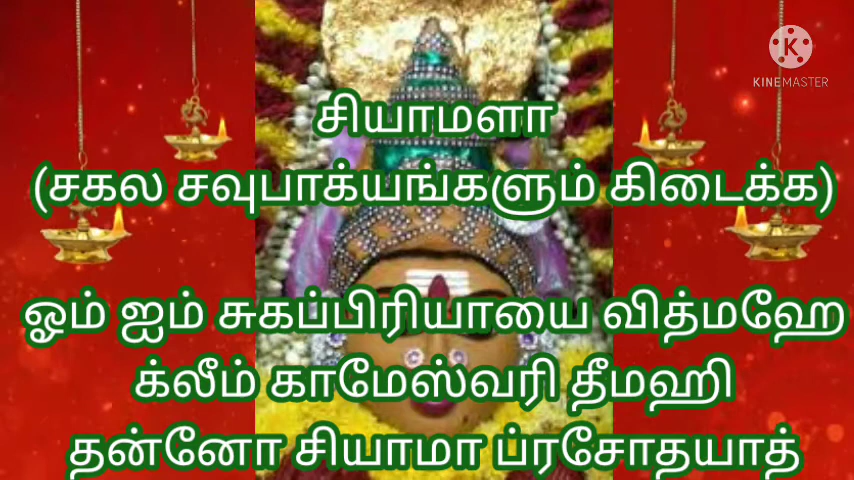 KINEMASTER
சியாமளா
(சகல சவுபாக்யங்களும் கிடைக்க)
ஓம் ஐம் சுகப்பிரியாயை வித்மஹே
க்லீம் காமேஸ்வரி தீமஹி
தன்னோ சியாமா ப்ரசோதயாத்